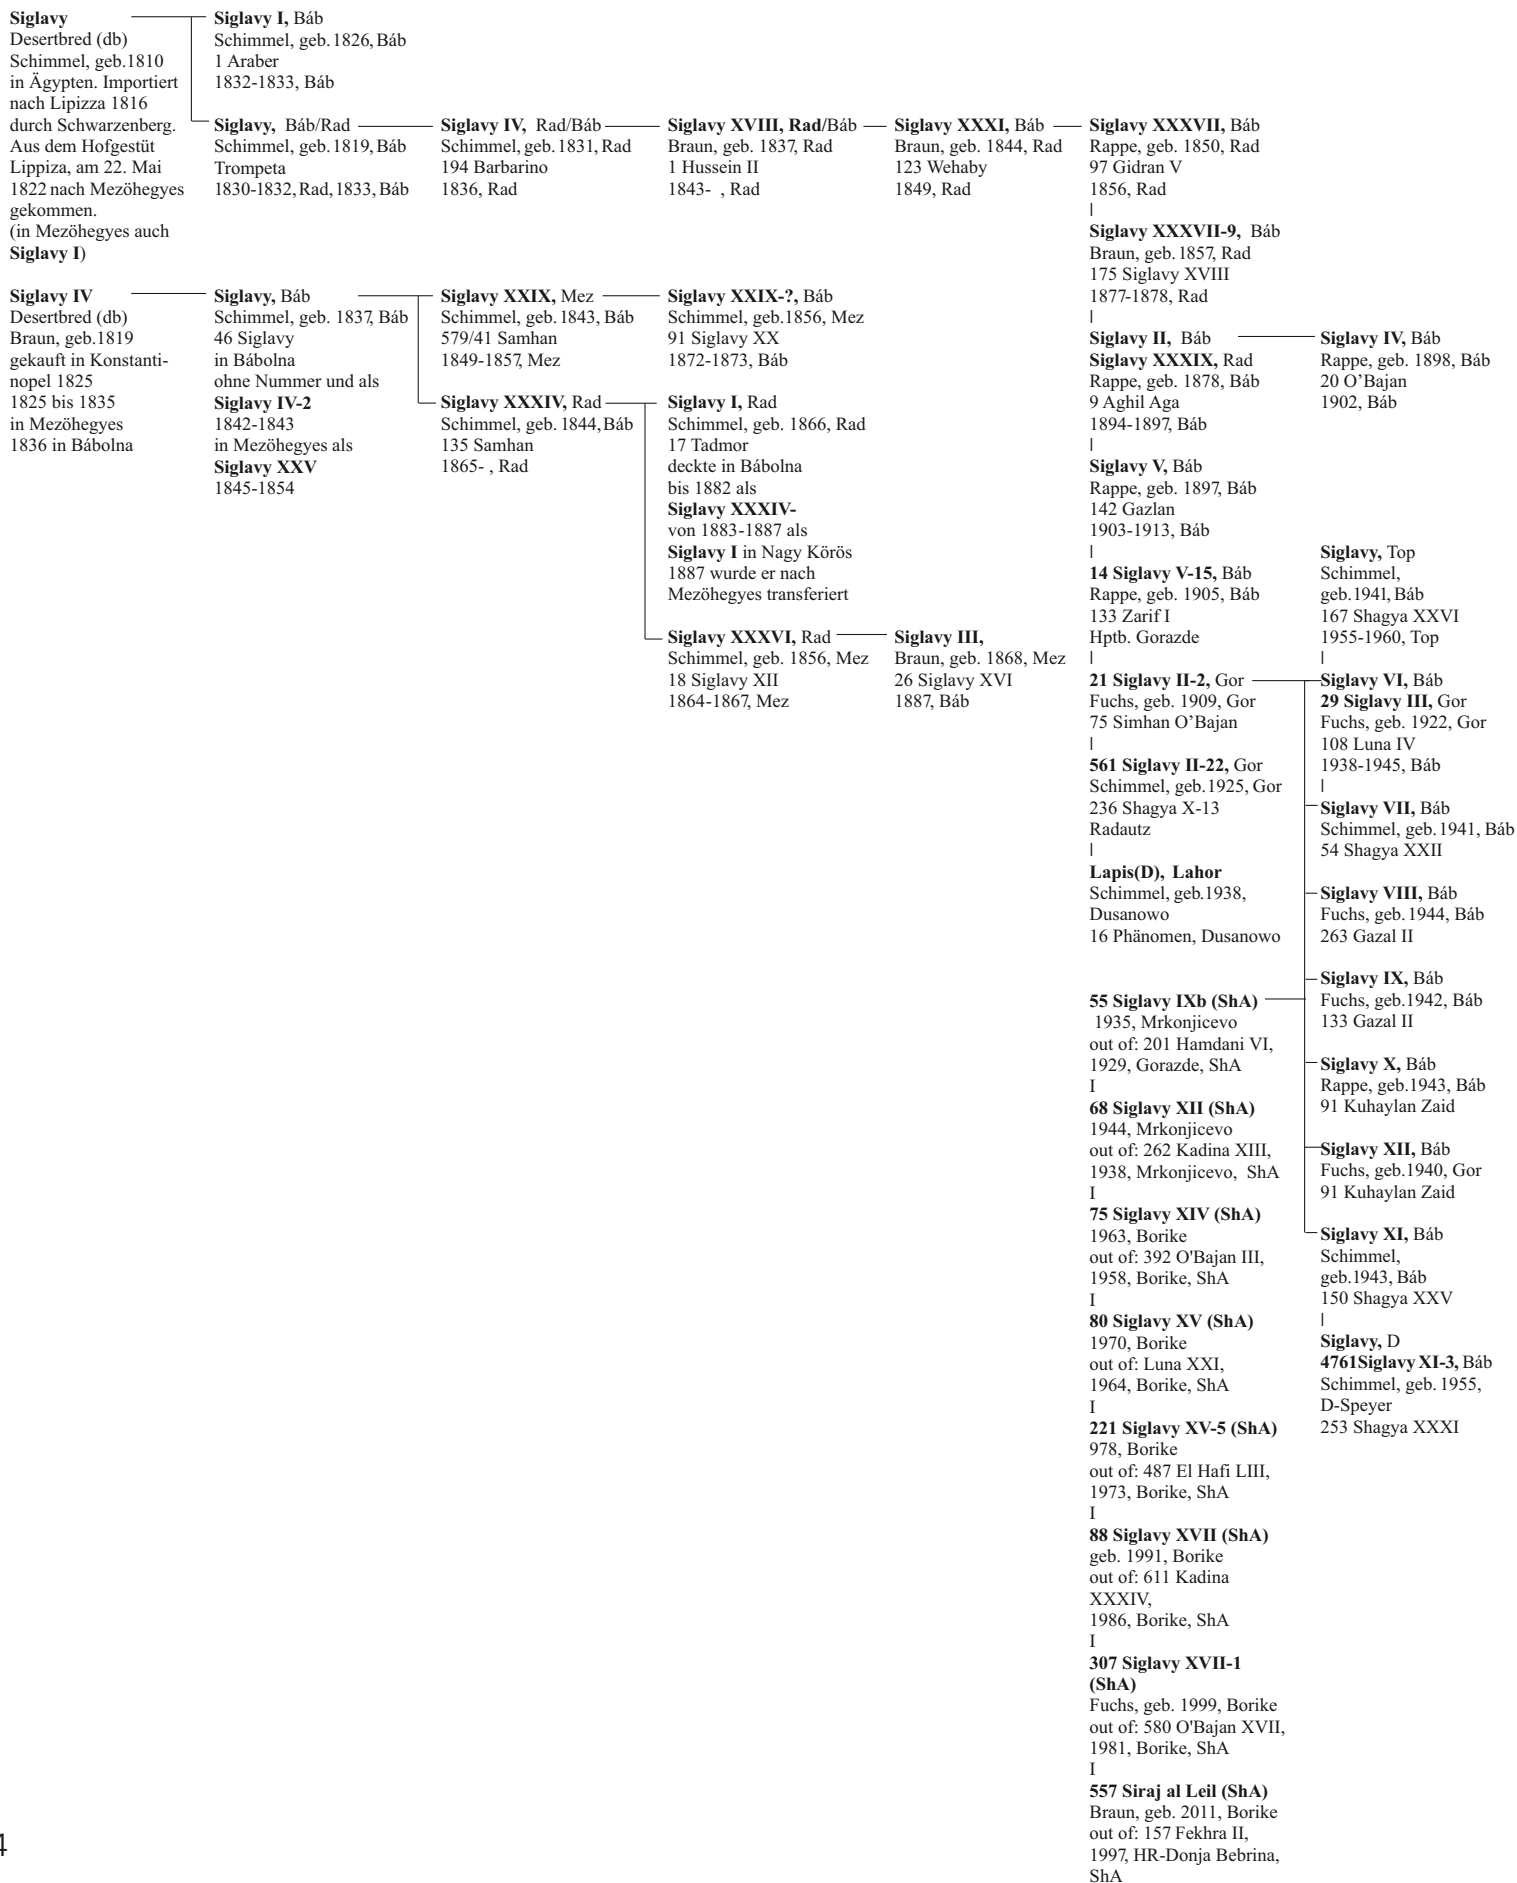 Siglavy
Desertbred (db)
Schimmel, geb.1810
in Ägypten. Importiert
nach Lipizza 1816
durch Schwarzenberg.
Aus dem Hofgestüt
Lippiza, am 22. Mai
1822 nach Mezöhegyes
gekommen.
(in Mezöhegyes auch
Siglavy I)
Siglavy I, Báb
Schimmel, geb. 1826, Báb
1 Araber
1832-1833, Báb
Siglavy, Báb/Rad
Schimmel, geb.1819, Báb
Trompeta
1830-1832, Rad, 1833, Báb
Siglavy IV, Rad/Báb
Schimmel, geb. 1831, Rad
194 Barbarino
1836, Rad
Siglavy XVIII, Rad/Báb
Braun, geb. 1837, Rad
1 Hussein II
1843- , Rad
Siglavy XXXI, Báb
Braun, geb. 1844, Rad
123 Wehaby
1849, Rad
Siglavy XXXVII, Báb
Rappe, geb. 1850, Rad
97 Gidran V
1856, Rad
|
Siglavy XXXVII-9, Báb
Braun, geb. 1857, Rad
175 Siglavy XVIII
1877-1878, Rad
|
Siglavy II, Báb
Siglavy XXXIX, Rad
Rappe, geb. 1878, Báb
9 Aghil Aga
1894-1897, Báb
|
Siglavy V, Báb
Rappe, geb. 1897, Báb
142 Gazlan
1903-1913, Báb
|
14 Siglavy V-15, Báb
Rappe, geb. 1905, Báb
133 Zarif I
Hptb. Gorazde
|
21 Siglavy II-2, Gor
Fuchs, geb. 1909, Gor
75 Simhan O’Bajan
|
561 Siglavy II-22, Gor
Schimmel, geb. 1925, Gor
236 Shagya X-13
Radautz
|
Lapis(D), Lahor
Schimmel, geb.1938,
Dusanowo
16 Phänomen, Dusanowo
55 Siglavy IXb (ShA)
1935, Mrkonjicevo
out of: 201 Hamdani VI,
1929, Gorazde, ShA
I
68 Siglavy XII (ShA)
1944, Mrkonjicevo
out of: 262 Kadina XIII,
1938, Mrkonjicevo, ShA
I
75 Siglavy XIV (ShA)
1963, Borike
out of: 392 O'Bajan III,
1958, Borike, ShA
I
80 Siglavy XV (ShA)
1970, Borike
out of: Luna XXI,
1964, Borike, ShA
I
221 Siglavy XV-5 (ShA)
978, Borike
out of: 487 El Hafi LIII,
1973, Borike, ShA
I
88 Siglavy XVII (ShA)
geb. 1991, Borike
out of: 611 Kadina
XXXIV,
1986, Borike, ShA
I
307 Siglavy XVII-1
(ShA)
Fuchs, geb. 1999, Borike
out of: 580 O'Bajan XVII,
1981, Borike, ShA
I
557 Siraj al Leil (ShA)
Braun, geb. 2011, Borike
out of: 157 Fekhra II,
1997, HR-Donja Bebrina,
ShA
Siglavy IV
Desertbred (db)
Braun, geb.1819
gekauft in Konstanti-
nopel 1825
1825 bis 1835
in Mezöhegyes
1836 in Bábolna
Siglavy, Báb
Schimmel, geb. 1837, Báb
46 Siglavy
in Bábolna
ohne Nummer und als
Siglavy IV-2
1842-1843
in Mezöhegyes als
Siglavy XXV
1845-1854
Siglavy XXIX, Mez
Schimmel, geb. 1843, Báb
579/41 Samhan
1849-1857, Mez
Siglavy XXXIV, Rad
Schimmel, geb. 1844, Báb
135 Samhan
1865- , Rad
Siglavy XXIX-?, Báb
Schimmel, geb.1856, Mez
91 Siglavy XX
1872-1873, Báb
Siglavy I, Rad
Schimmel, geb. 1866, Rad
17 Tadmor
deckte in Bábolna
bis 1882 als
Siglavy XXXIV-
von 1883-1887 als
Siglavy I in Nagy Körös
1887 wurde er nach
Mezöhegyes transferiert
Siglavy XXXVI, Rad
Schimmel, geb. 1856, Mez
18 Siglavy XII
1864-1867, Mez
Siglavy III,
Braun, geb. 1868, Mez
26 Siglavy XVI
1887, Báb
Siglavy IV, Báb
Rappe, geb. 1898, Báb
20 O’Bajan
1902, Báb
Siglavy, Top
Schimmel,
geb.1941, Báb
167 Shagya XXVI
1955-1960, Top
|
Siglavy VI, Báb
29 Siglavy III, Gor
Fuchs, geb. 1922, Gor
108 Luna IV
1938-1945, Báb
|
Siglavy VII, Báb
Schimmel, geb. 1941, Báb
54 Shagya XXII
Siglavy VIII, Báb
Fuchs, geb. 1944, Báb
263 Gazal II
Siglavy IX, Báb
Fuchs, geb.1942, Báb
133 Gazal II
Siglavy X, Báb
Rappe, geb.1943, Báb
91 Kuhaylan Zaid
Siglavy XII, Báb
Fuchs, geb.1940, Gor
91 Kuhaylan Zaid
Siglavy XI, Báb
Schimmel,
geb.1943, Báb
150 Shagya XXV
|
Siglavy, D
4761Siglavy XI-3, Báb
Schimmel, geb. 1955,
D-Speyer
253 Shagya XXXI
4